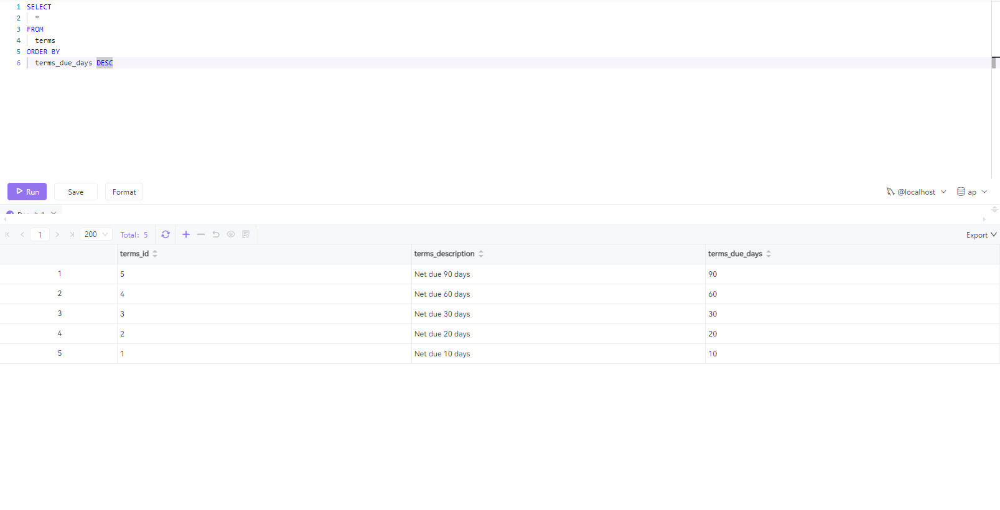 1 SELECT
2 *
3 FROM
4 terms
5 ORDER BY
6 terms_due_days DESC
Run Save Format @localhost ap
1 200 Total: 5 Export
terms_id terms_description terms_due_days
1 5 Net due 90 days 90
2 4 Net due 60 days 60
3 3 Net due 30 days 30
4 2 Net due 20 days 20
5 1 Net due 10 days 10